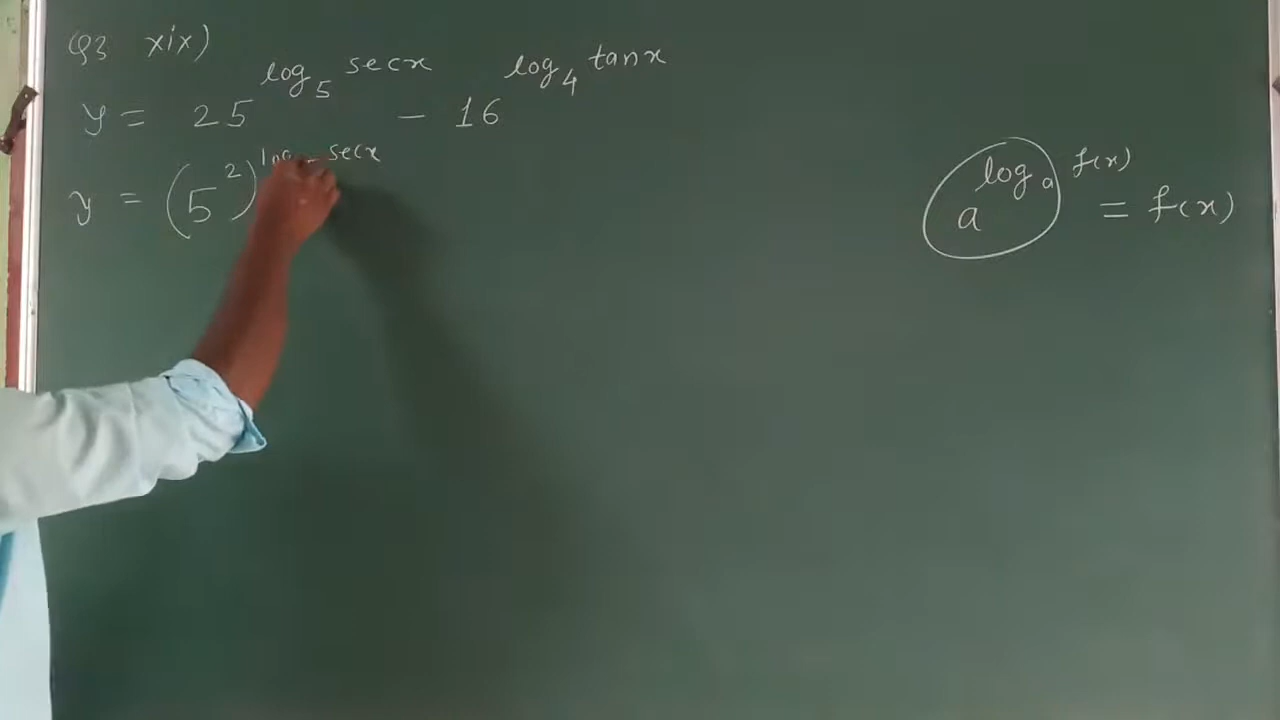 Q3 xix)
y = 25^{log_5 secx} - 16^{log_4 tanx}
y = (5^2)^{log secx}
a^{log_a f(x)} = f(x)